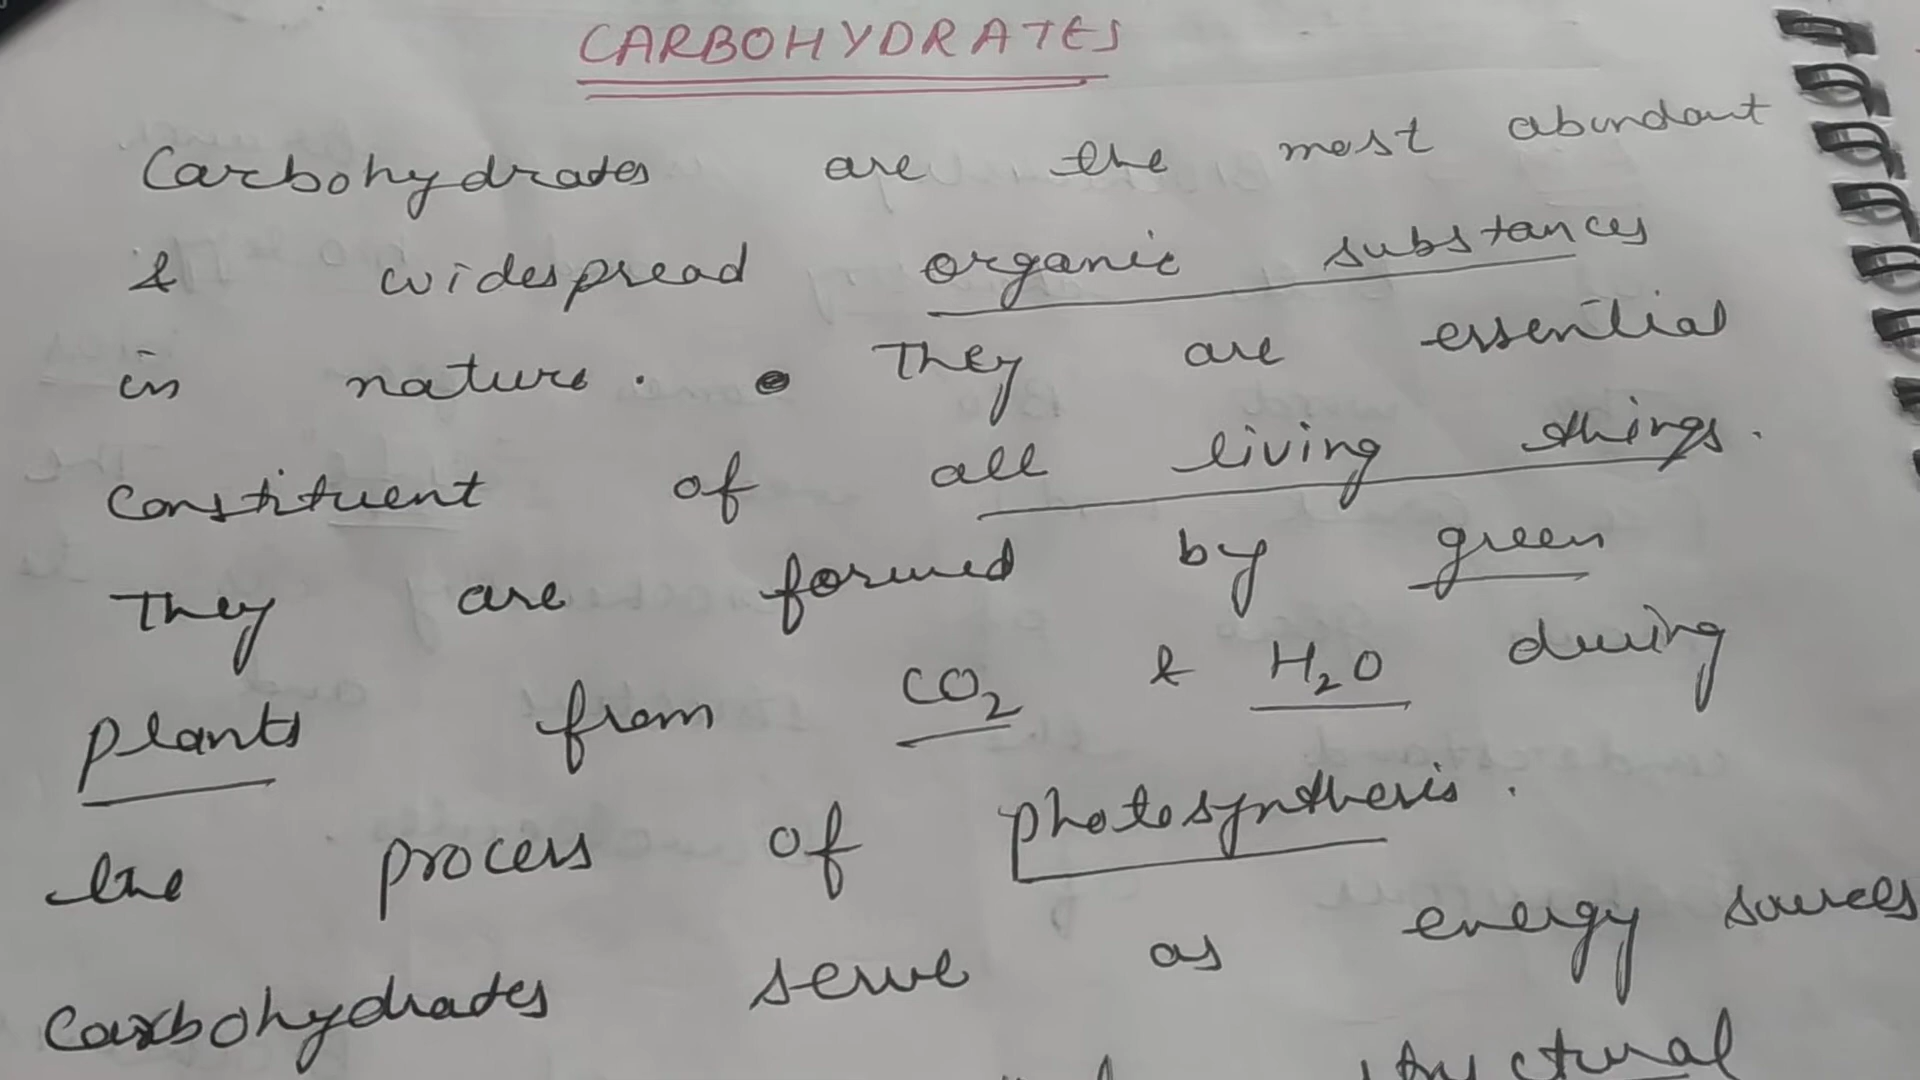 CARBOHYDRATES
Carbohydrates are the most abundant
& widespread organic substances
in nature. They are essential
constituent of all living things.
They are formed by green
plants from CO₂ & H₂O during
the process of photosynthesis.
Carbohydrates serve as energy sources
structural